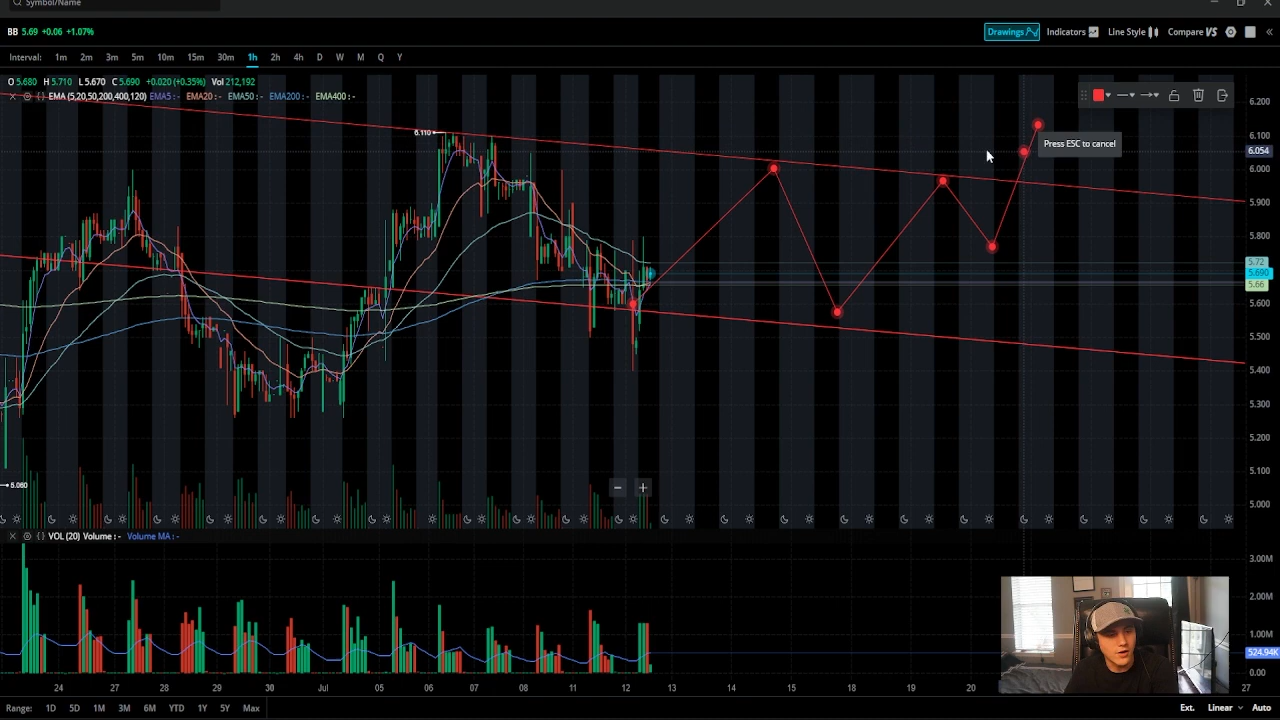 Symbol/Name
BB 5.69 +0.06 +1.07%
Drawings Indicators Line Style Compare VS
Interval: 1m 2m 3m 5m 10m 15m 30m 1h 2h 4h D W M Q Y
O 5.680 H 5.710 L 5.670 C 5.690 +0.020 (+0.35%) Vol 212,192
EMA (5,20,50,200,400,120) EMA5: - EMA20: - EMA50: - EMA200: - EMA400: -
6.200
6.110
6.100
Press ESC to cancel
6.054
6.000
5.900
5.800
5.72
5.690
5.66
5.600
5.500
5.400
5.300
5.200
5.100
5.060
5.000
VOL (20) Volume : - Volume MA : -
3.00M
2.00M
1.00M
524.94K
0.00
24 27 28 29 30 Jul 05 06 07 08 11 12 13 14 15 18 19 20 27
Range: 1D 5D 1M 3M 6M YTD 1Y 5Y Max Ext. Linear Auto